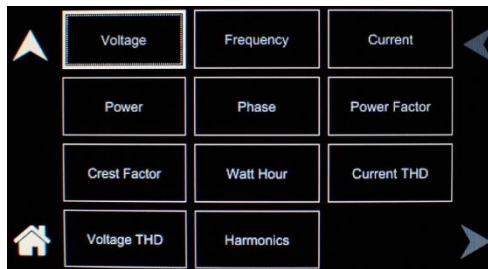 Voltage
Frequency
Current
Power
Phase
Power Factor
Crest Factor
Watt Hour
Current THD
Voltage THD
Harmonics